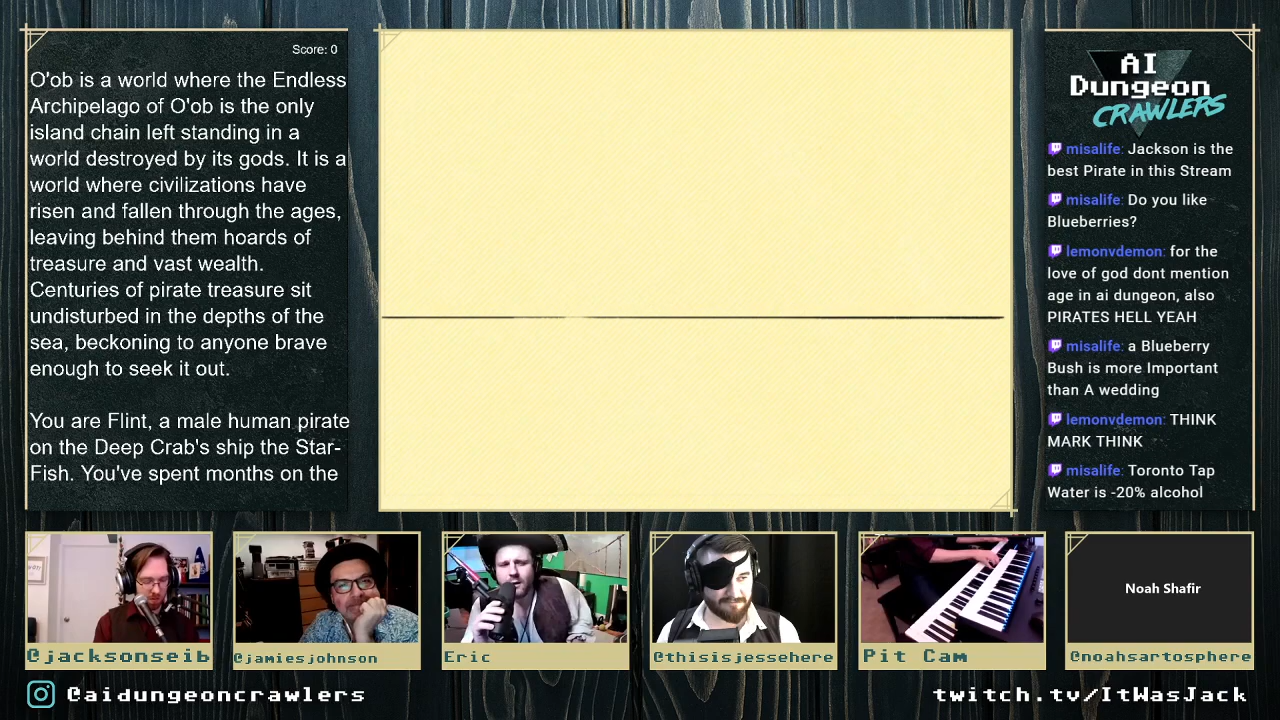 Score: 0
O'ob is a world where the Endless
Archipelago of O'ob is the only
island chain left standing in a
world destroyed by its gods. It is a
world where civilizations have
risen and fallen through the ages,
leaving behind them hoards of
treasure and vast wealth.
Centuries of pirate treasure sit
undisturbed in the depths of the
sea, beckoning to anyone brave
enough to seek it out.
You are Flint, a male human pirate
on the Deep Crab's ship the Star-
Fish. You've spent months on the
AI
Dungeon
CRAWLERS
misalife: Jackson is the
best Pirate in this Stream
misalife: Do you like
Blueberries?
lemonvdemon: for the
love of god dont mention
age in ai dungeon, also
PIRATES HELL YEAH
misalife: a Blueberry
Bush is more Important
than A wedding
lemonvdemon: THINK
MARK THINK
misalife: Toronto Tap
Water is -20% alcohol
Noah Shafir
@jacksonseib
@jamiesjohnson
Eric
@thisisjessehere
Pit Cam
@noahsartosphere
@aidungeoncrawlers
twitch.tv/ItWasJack